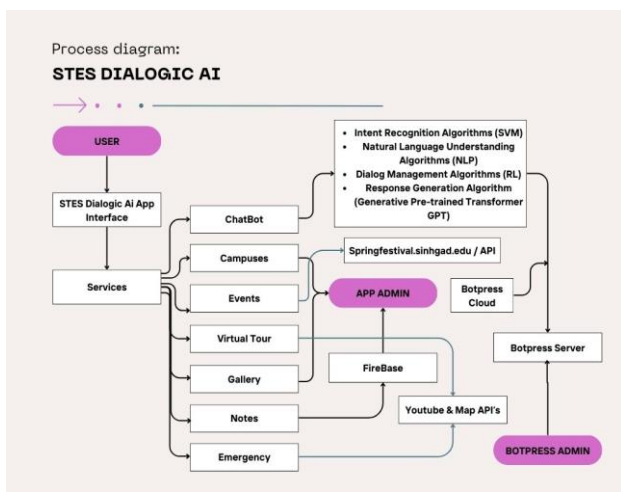 Process diagram:
STES DIALOGIC AI
USER
STES Dialogic Ai App
Interface
Services
ChatBot
Campuses
Events
Virtual Tour
Gallery
Notes
Emergency
• Intent Recognition Algorithms (SVM)
• Natural Language Understanding
Algorithms (NLP)
• Dialog Management Algorithms (RL)
• Response Generation Algorithm
(Generative Pre-trained Transformer
GPT)
Springfestival.sinhgad.edu / API
APP ADMIN
Botpress
Cloud
FireBase
Botpress Server
Youtube & Map API's
BOTPRESS ADMIN